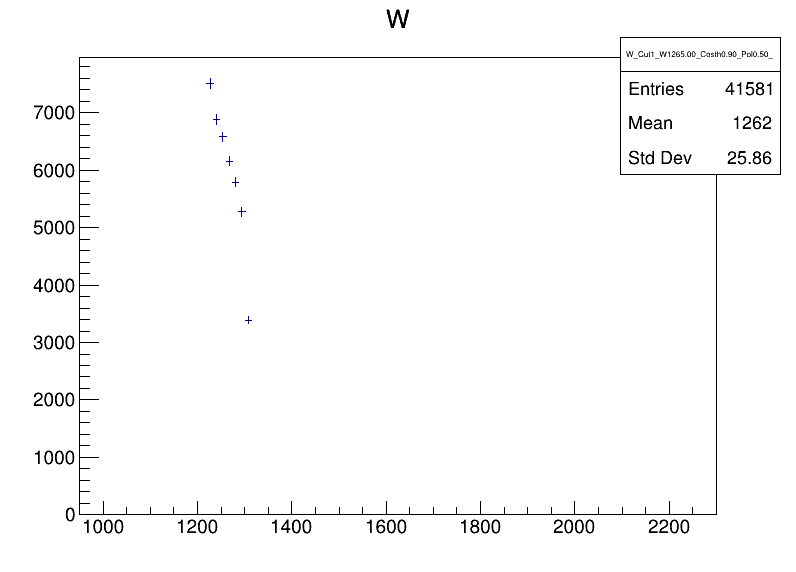 W
W_Cut1_W1265.00_Costh0.90_Pol0.50_
Entries 41581
Mean 1262
Std Dev 25.86
7000
6000
5000
4000
3000
2000
1000
0
1000 1200 1400 1600 1800 2000 2200